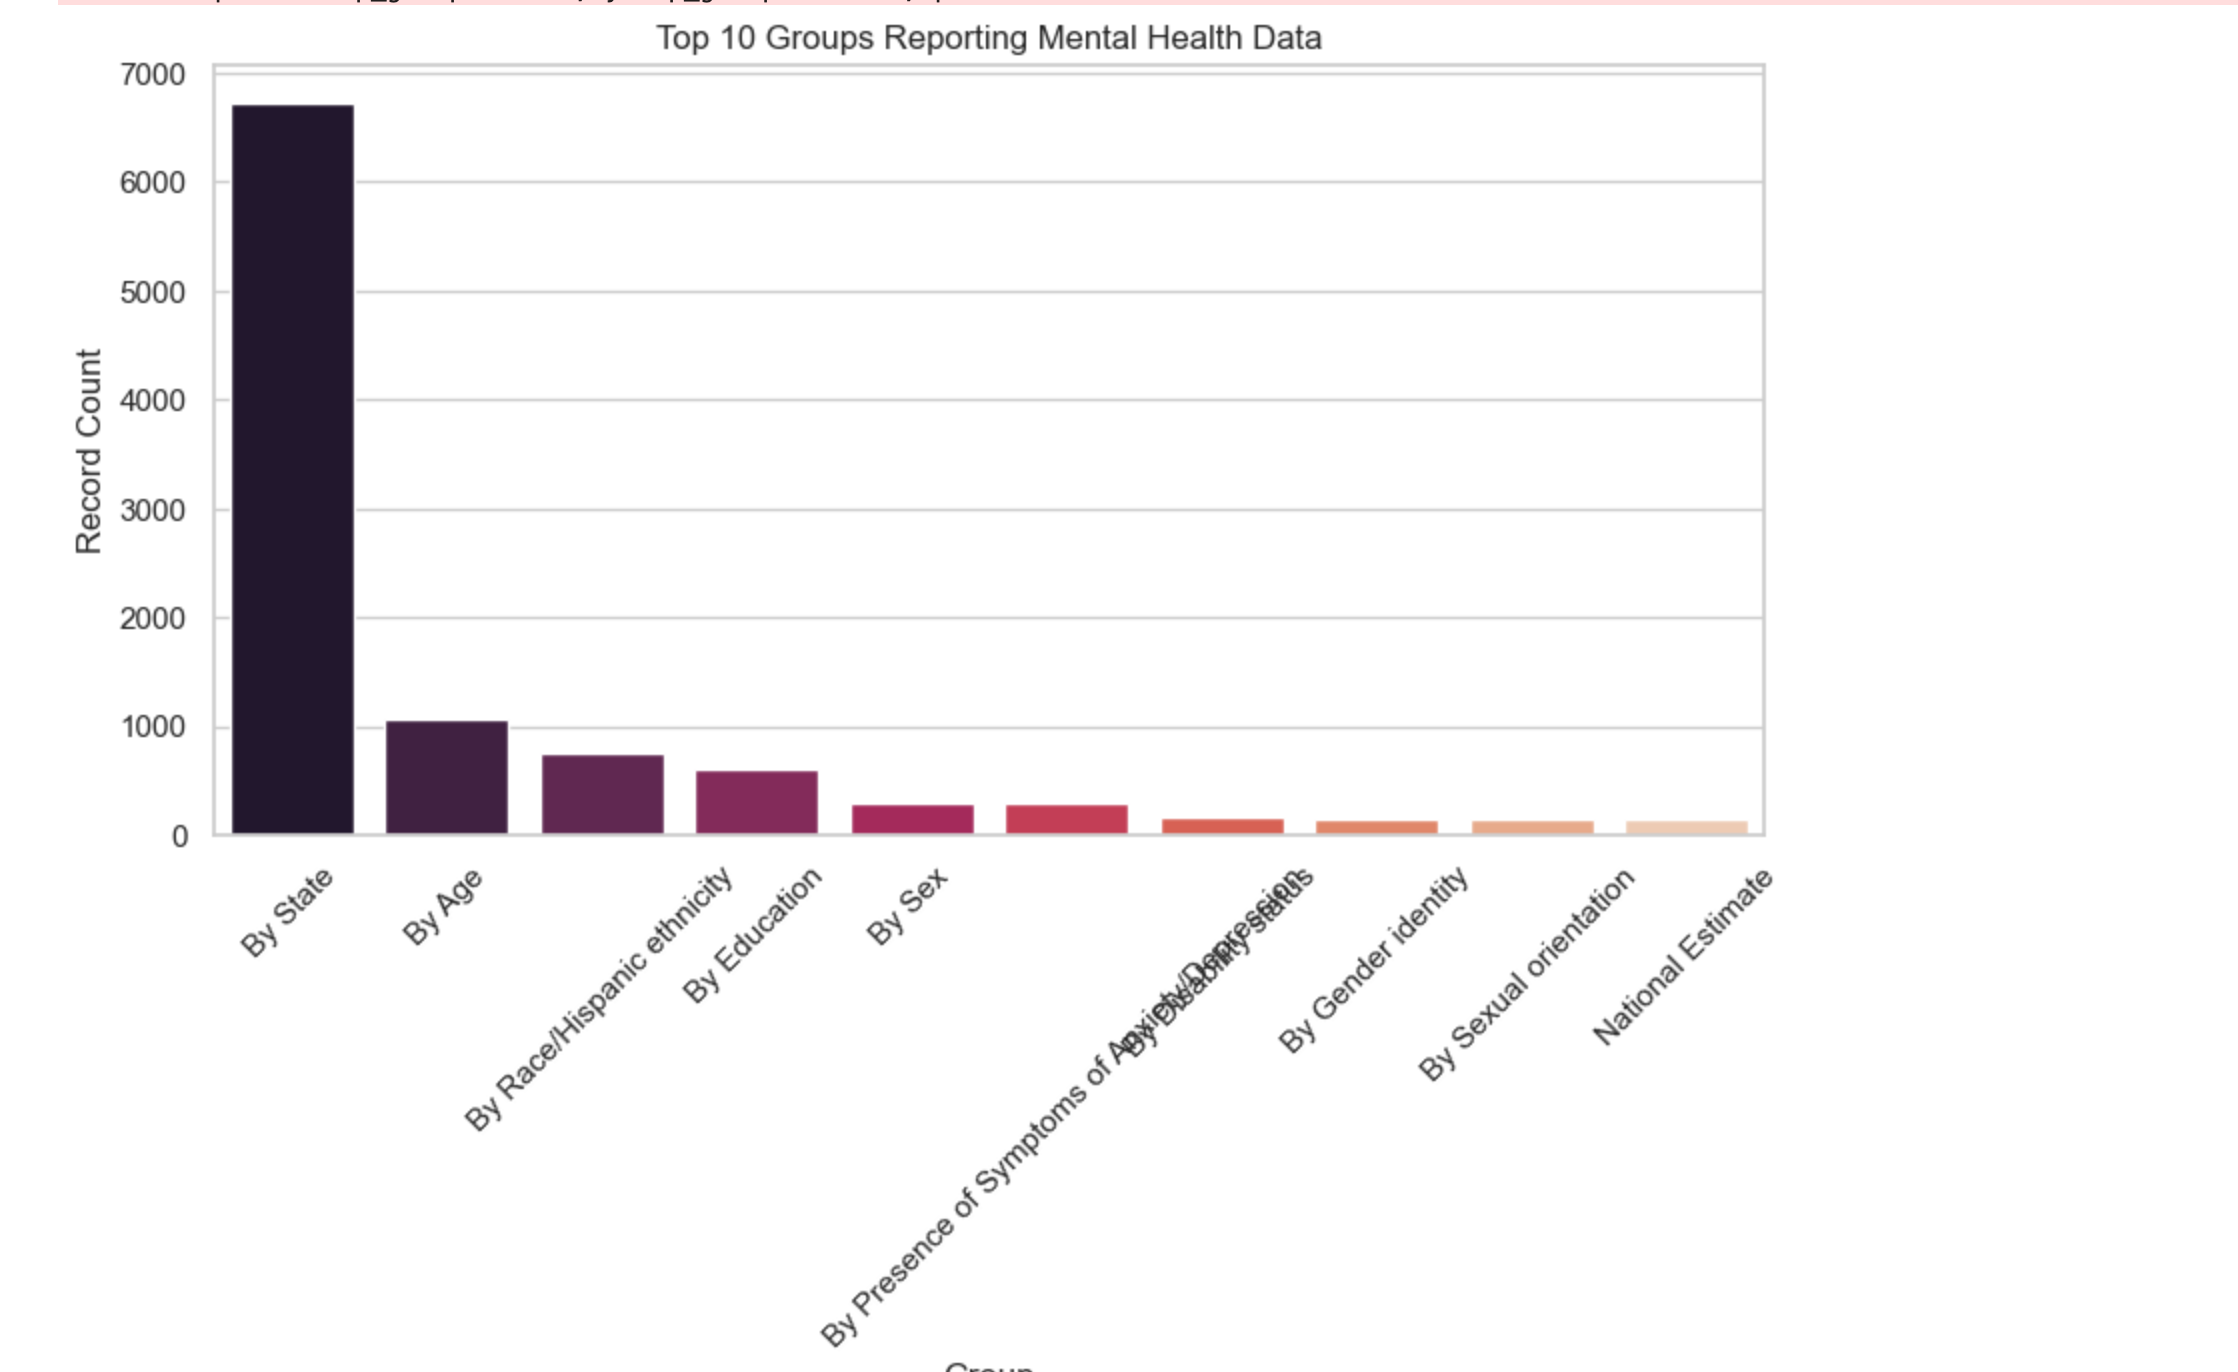 Top 10 Groups Reporting Mental Health Data
7000
6000
5000
4000
3000
2000
1000
0
Record Count
By State
By Age
By Race/Hispanic ethnicity
By Education
By Sex
By Presence of Symptoms of Anxiety/Depression
By Disability status
By Gender identity
By Sexual orientation
National Estimate
Group